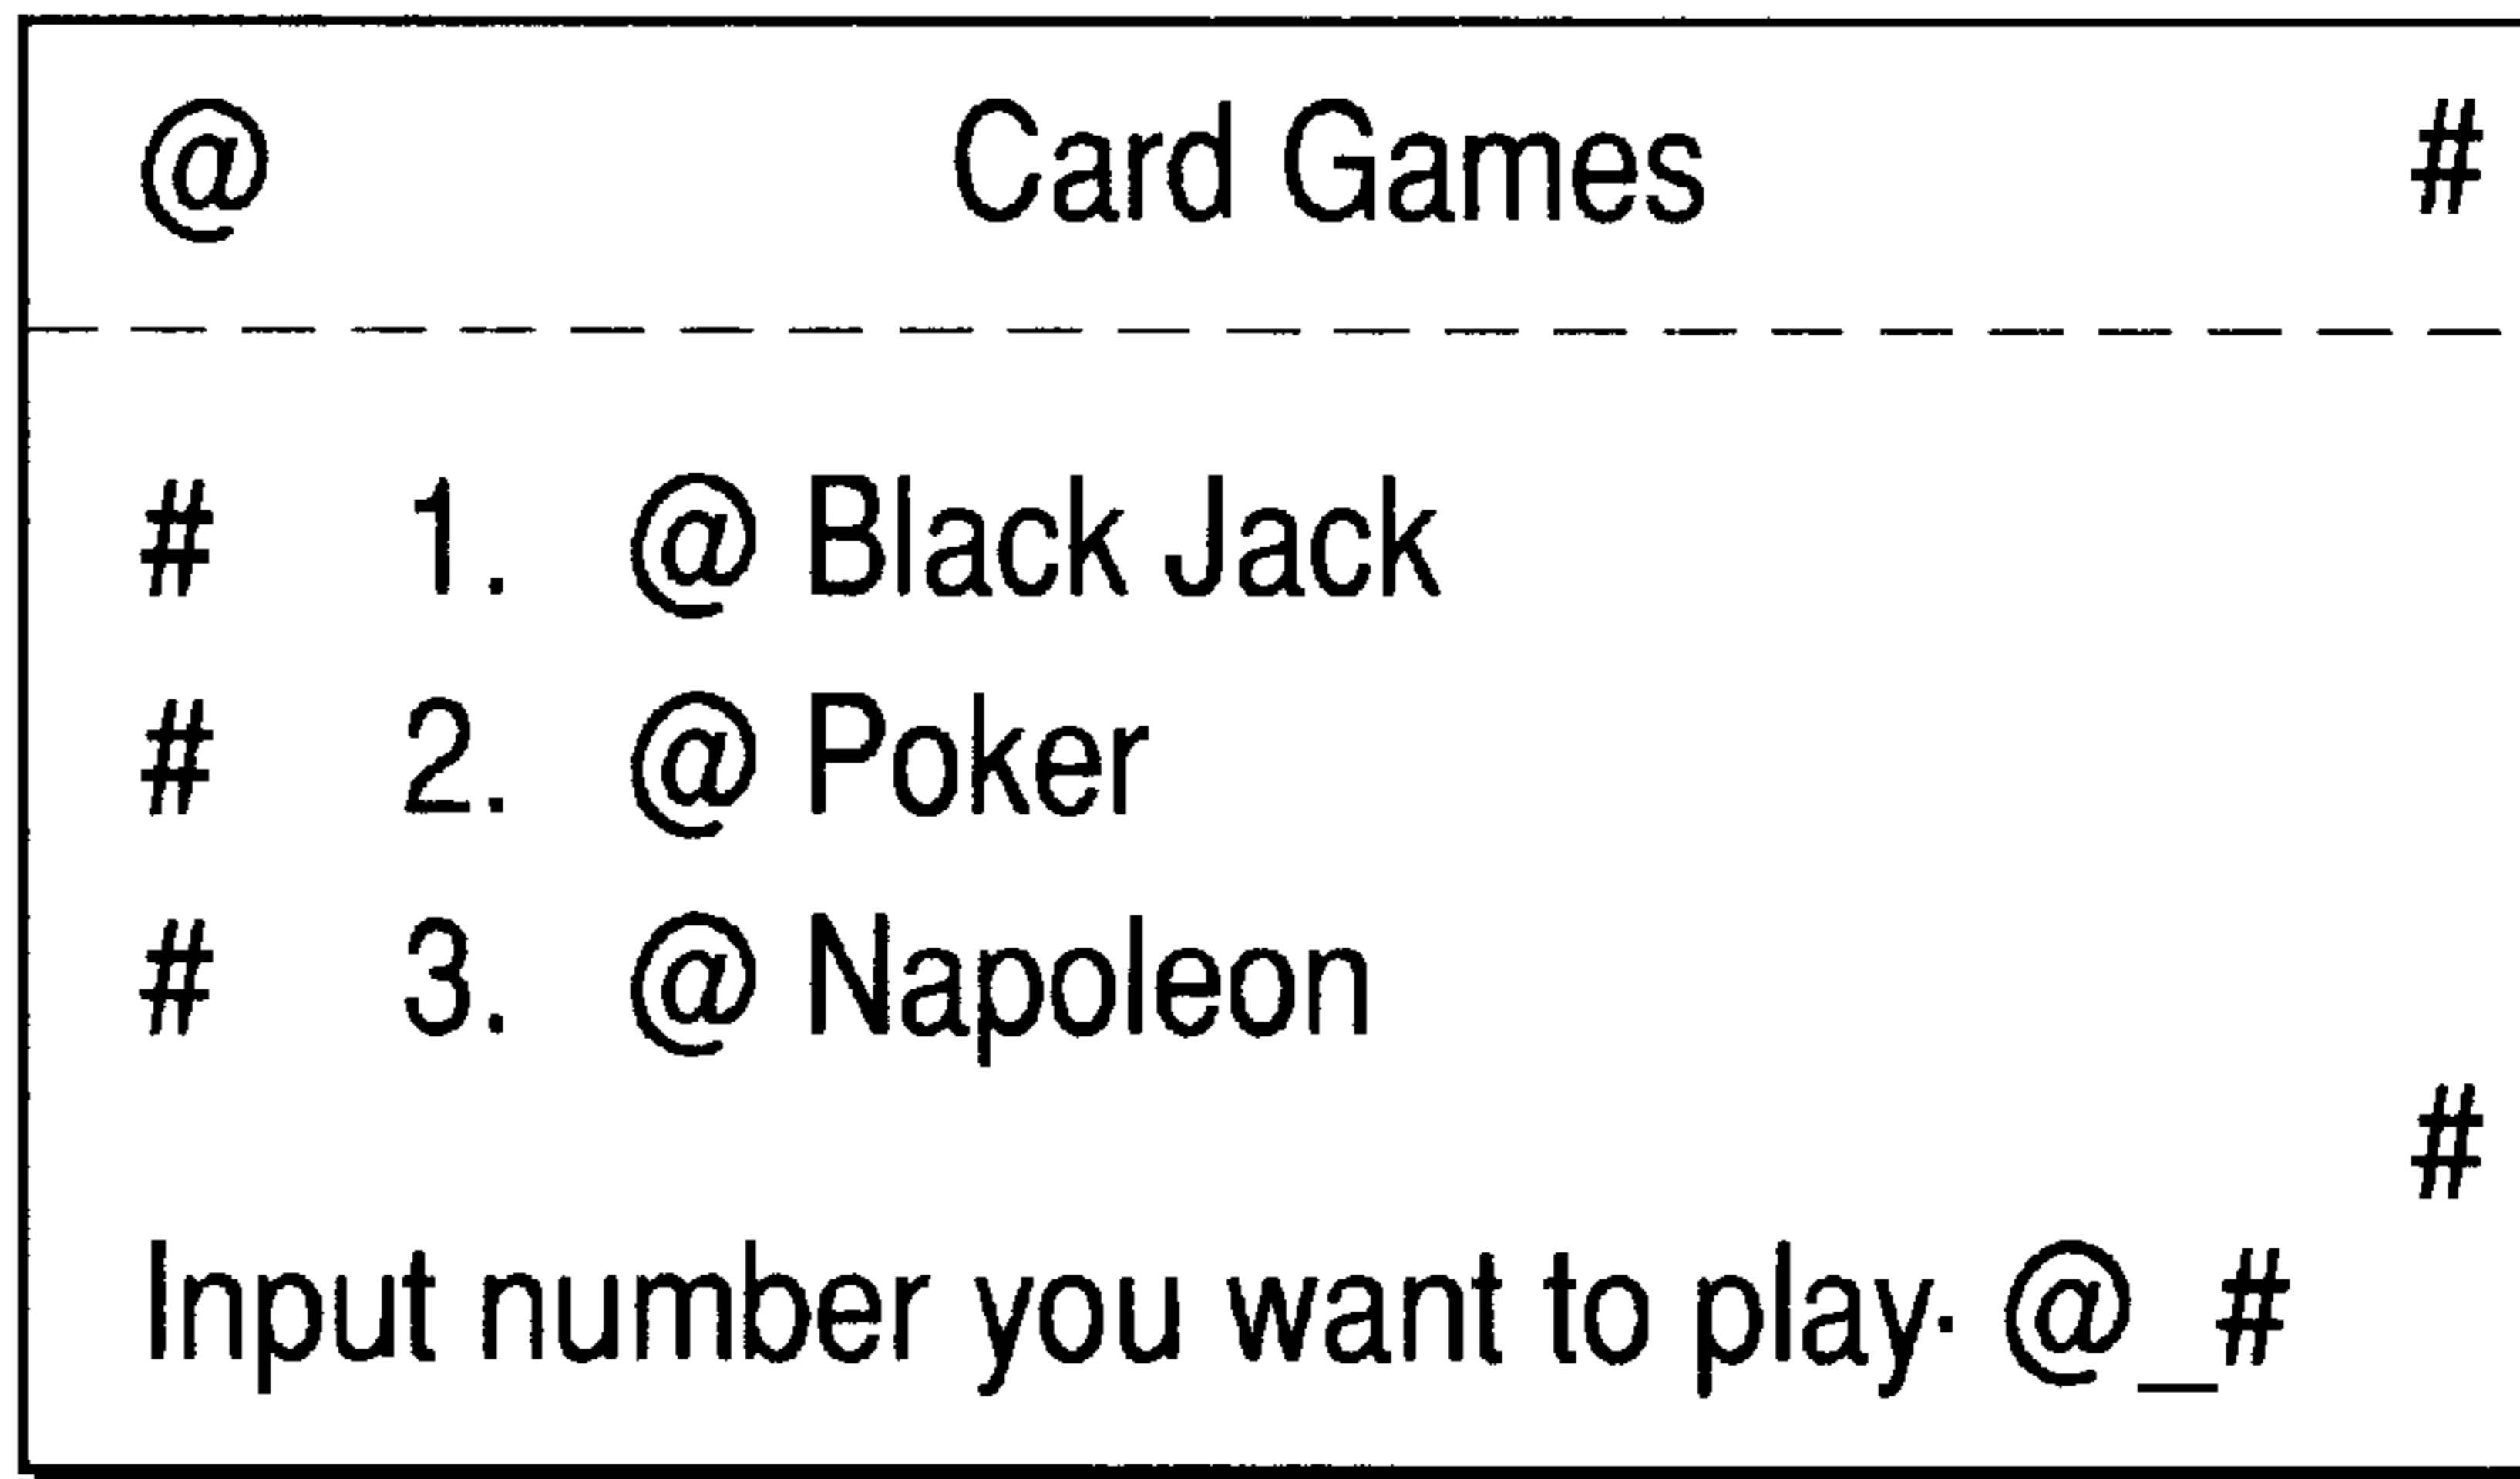 @ Card Games #
# 1. @ Black Jack
# 2. @ Poker
# 3. @ Napoleon
#
Input number you want to play. @_#